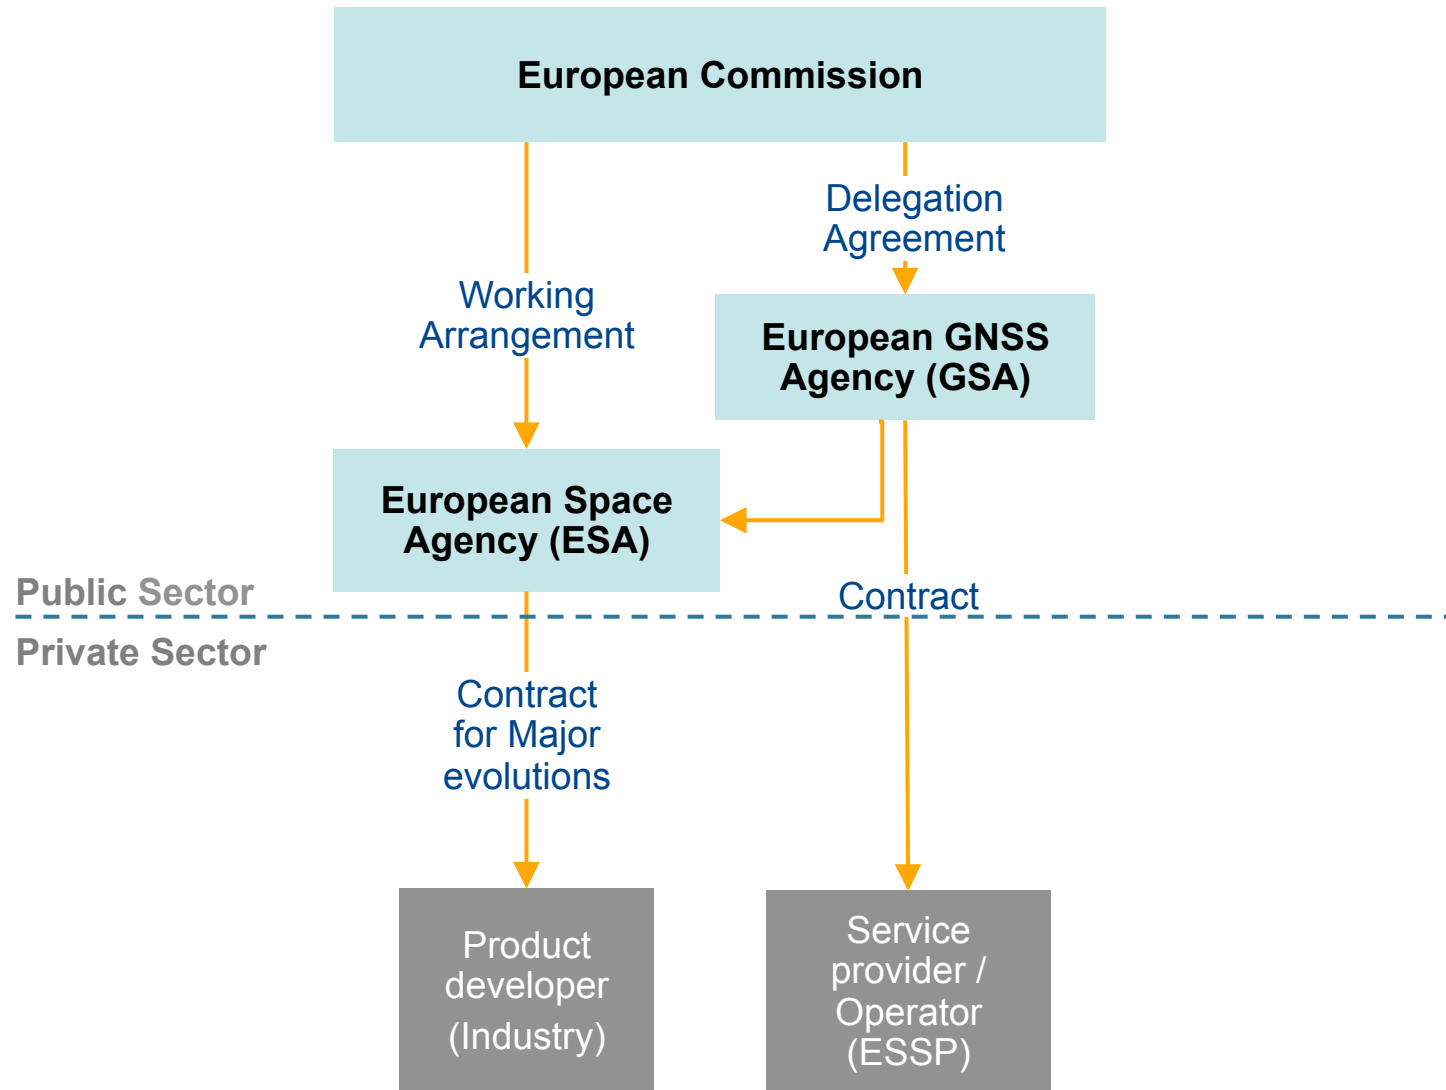 European Commission
Delegation
Agreement
Working
Arrangement
European GNSS
Agency (GSA)
European Space
Agency (ESA)
Public Sector
Contract
Private Sector
Contract
for Major
evolutions
Product
developer
(Industry)
Service
provider /
Operator
(ESSP)